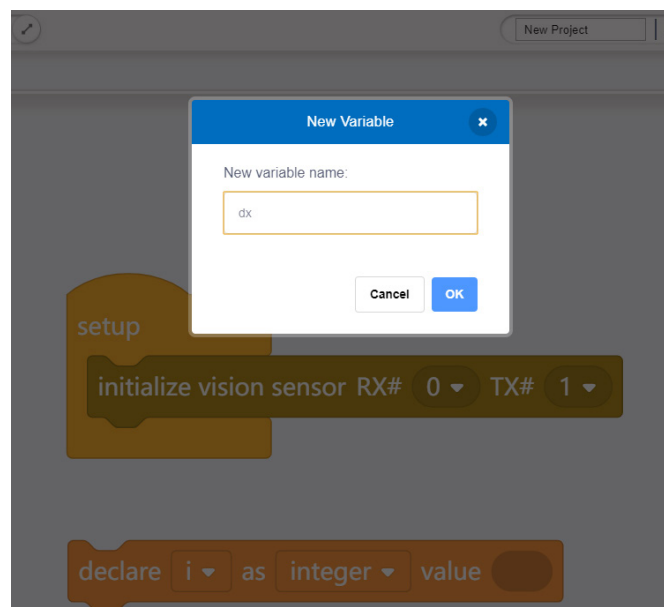 New Project
New Variable
New variable name:
dx
Cancel OK
setup
initialize vision sensor RX# 0 TX# 1
declare i as integer value